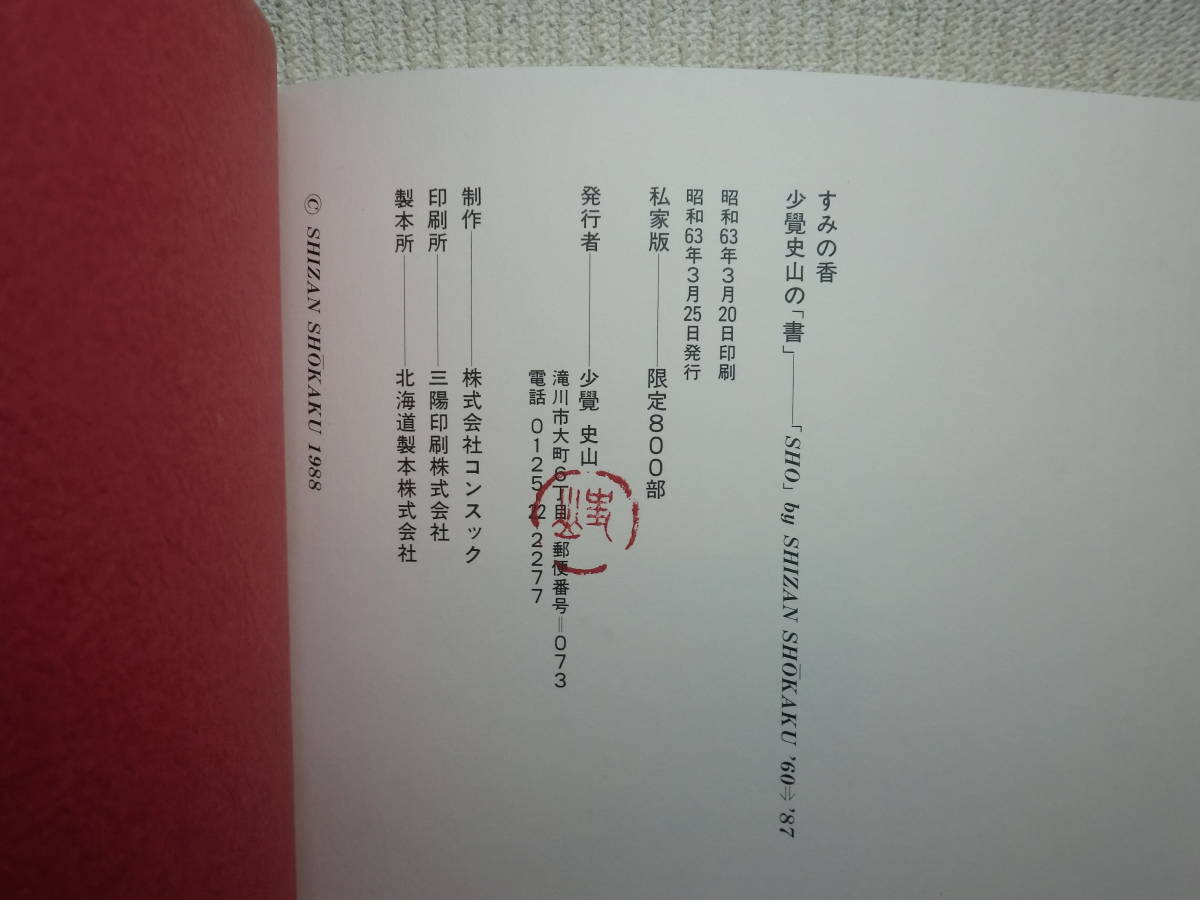 すみの香
少覺史山の「書」――「SHO」by SHIZAN SHŌKAKU '60⇒'87
昭和63年3月20日印刷
昭和63年3月25日発行
私家版――限定800部
発行者――少覺 史山
滝川市大町6丁目 郵便番号＝073
電話 0125 22 2277
制作――株式会社コンスック
印刷所――三陽印刷株式会社
製本所――北海道製本株式会社
© SHIZAN SHŌKAKU 1988